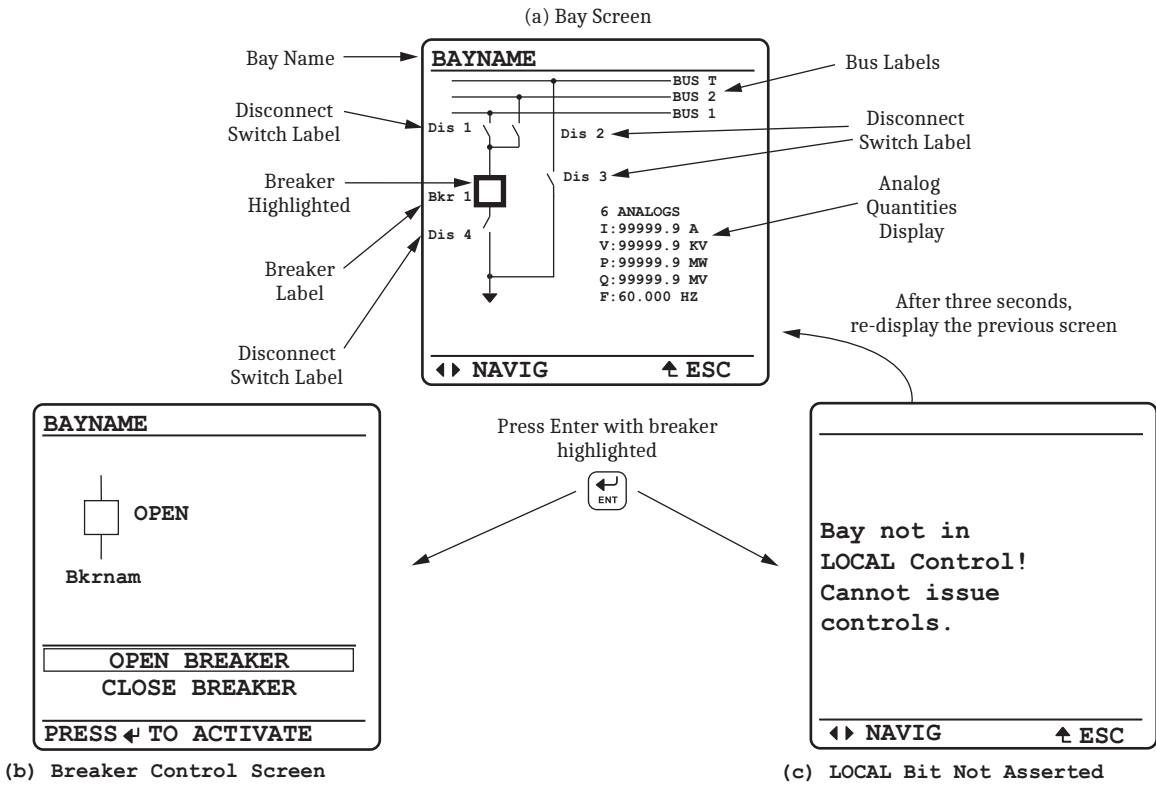 (a) Bay Screen
Bay Name
BAYNAME
BUS T
BUS 2
BUS 1
Bus Labels
Disconnect
Switch Label
Dis 1
Dis 2
Disconnect
Switch Label
Dis 3
Breaker
Highlighted
Bkr 1
Analog
Quantities
Display
6 ANALOGS
I:99999.9 A
V:99999.9 KV
P:99999.9 MW
Q:99999.9 MV
F:60.000 HZ
Dis 4
Breaker
Label
Disconnect
Switch Label
After three seconds,
re-display the previous screen
NAVIG
ESC
BAYNAME
OPEN
Bkrnam
OPEN BREAKER
CLOSE BREAKER
PRESS TO ACTIVATE
(b) Breaker Control Screen
Press Enter with breaker
highlighted
ENT
Bay not in
LOCAL Control!
Cannot issue
controls.
NAVIG
ESC
(c) LOCAL Bit Not Asserted